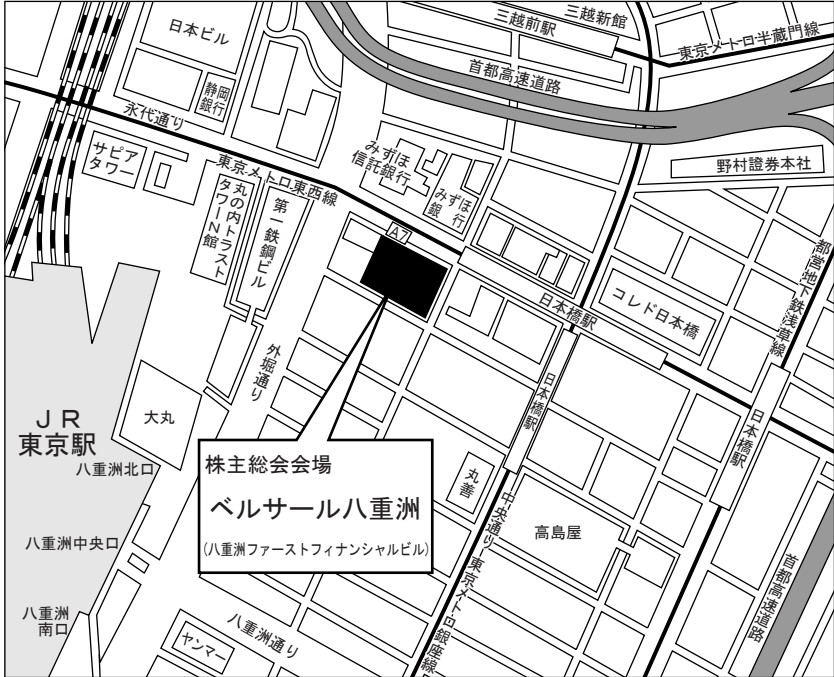 三越新館
三越前駅
東京メトロ半蔵門線
日本ビル
首都高速道路
静岡
銀行
永代通り
サピア
タワー
東京メトロ東西線
みずほ
信託銀行
みずほ
銀行
野村證券本社
丸の内トラスト
タワーN館
第一鉄鋼ビル
A7
都営地下鉄浅草線
コレド日本橋
日本橋駅
外堀通り
日本橋駅
日本橋駅
ＪＲ
東京駅
大丸
八重洲北口
株主総会会場
ベルサール八重洲
(八重洲ファーストフィナンシャルビル)
丸善
中央通り
東京メトロ銀座線
高島屋
八重洲中央口
首都高速道路
八重洲
南口
八重洲通り
ヤンマー